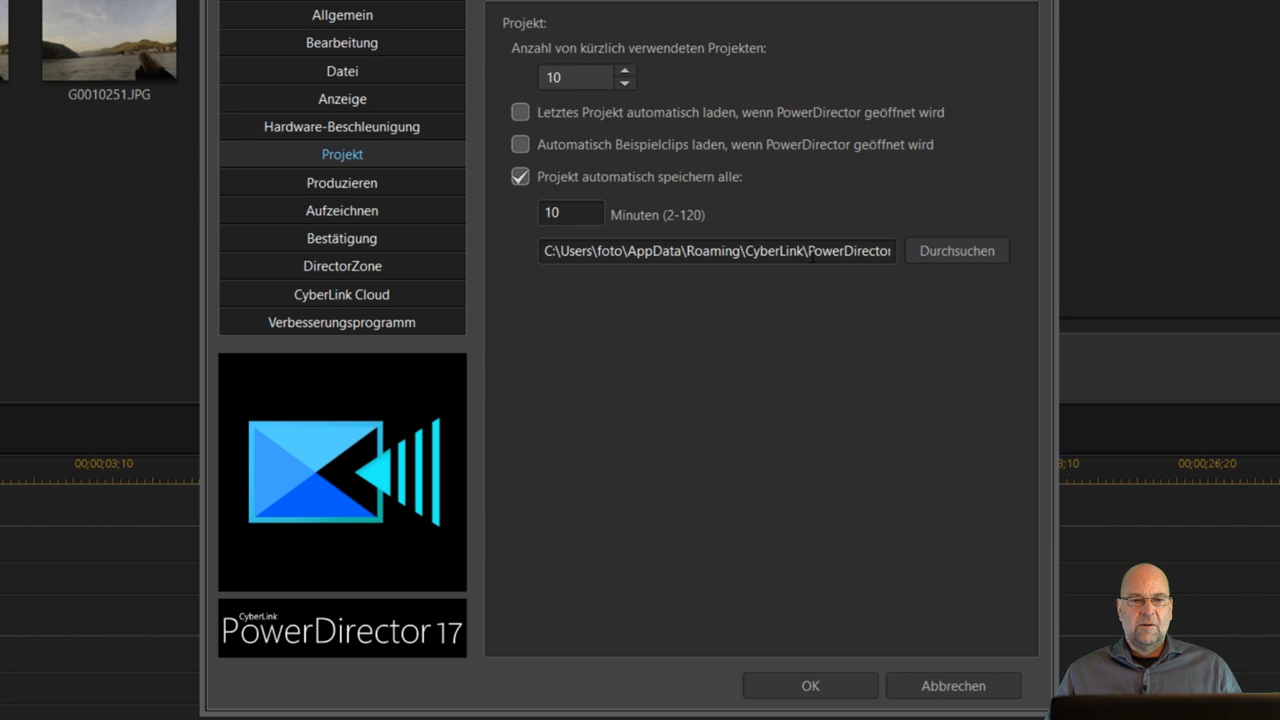 G0010251.JPG
Allgemein
Bearbeitung
Datei
Anzeige
Hardware-Beschleunigung
Projekt
Produzieren
Aufzeichnen
Bestätigung
DirectorZone
CyberLink Cloud
Verbesserungsprogramm
CyberLink
PowerDirector 17
Projekt:
Anzahl von kürzlich verwendeten Projekten:
10
Letztes Projekt automatisch laden, wenn PowerDirector geöffnet wird
Automatisch Beispielclips laden, wenn PowerDirector geöffnet wird
Projekt automatisch speichern alle:
10 Minuten (2-120)
C:\Users\foto\AppData\Roaming\CyberLink\PowerDirector Durchsuchen
OK Abbrechen
00;00;03;10
00;00;26;20